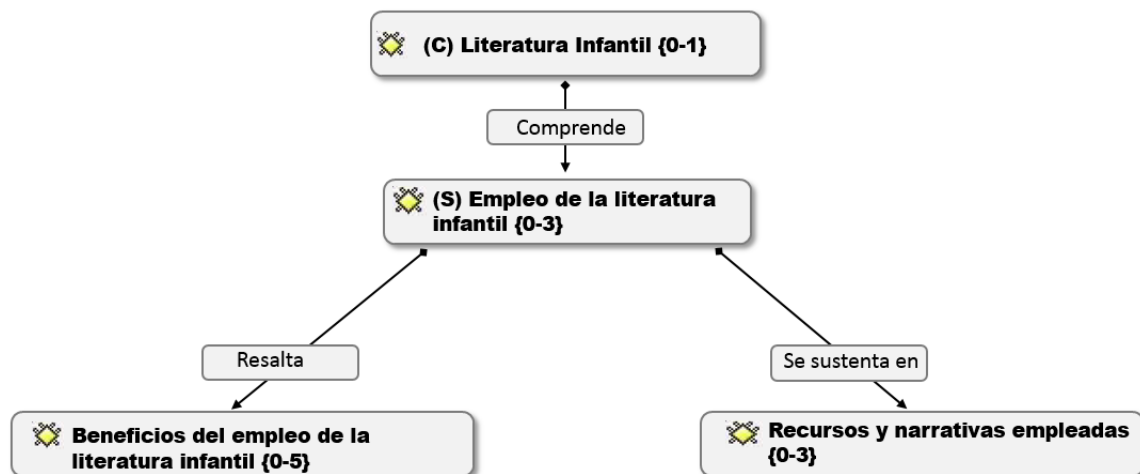 (C) Literatura Infantil {0-1}
Comprende
(S) Empleo de la literatura
infantil {0-3}
Resalta
Se sustenta en
Beneficios del empleo de la
literatura infantil {0-5}
Recursos y narrativas empleadas
{0-3}